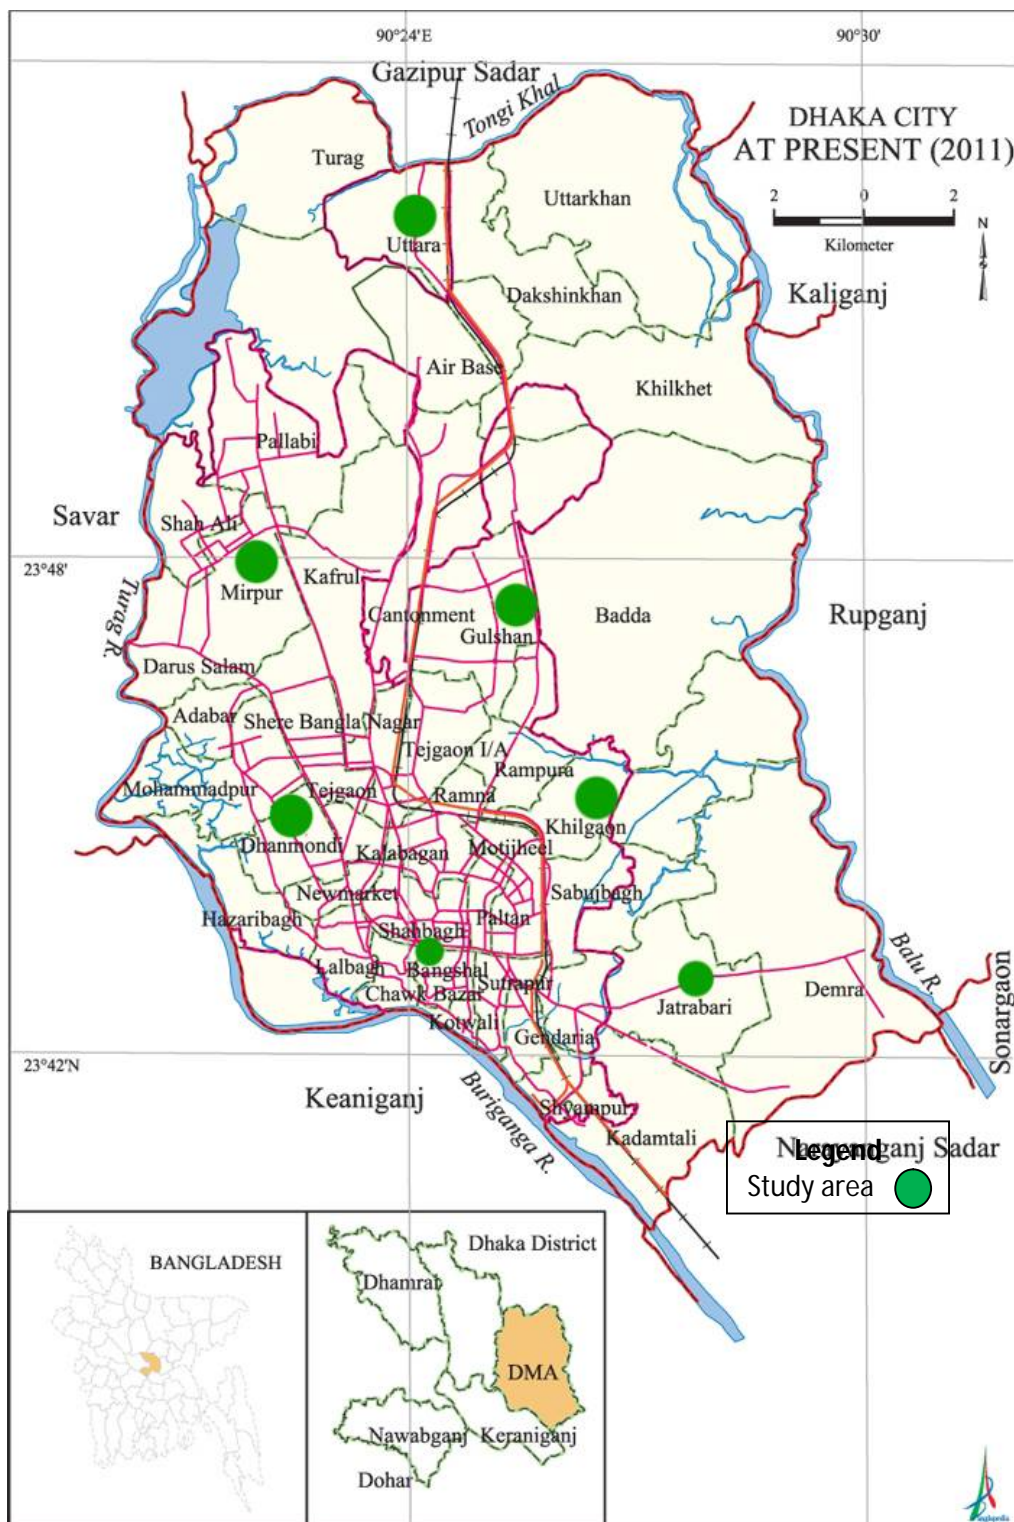 90°24'E
90°30'
Gazipur Sadar
Tongi Khal
DHAKA CITY
AT PRESENT (2011)
Turag
Uttarkhan
2 0 2
Kilometer
N
Uttara
Dakshinkhan
Kaliganj
Air Base
Khilkhet
Pallabi
Savar
Shah Ali
23°48'
Mirpur
Kafrul
Turag R.
Cantonment
Gulshan
Badda
Rupganj
Darus Salam
Adabar
Shere Bangla Nagar
Tejgaon I/A
Rampura
Mohammadpur
Tejgaon
Ramna
Khilgaon
Dhanmondi
Kalabagan
Motijheel
Newmarket
Sabujbagh
Hazaribagh
Paltan
Shahbagh
Lalbagh
Bangshal
Sutrapur
Chawk Bazar
Jatrabari
Demra
Balu R.
Sonargaon
Kotwali
Gendaria
23°42'N
Keaniganj
Buriganga R.
Shyampur
Kadamtali
Narayanganj Sadar
Legend
Study area
BANGLADESH
Dhaka District
Dhamrai
DMA
Nawabganj
Keraniganj
Dohar